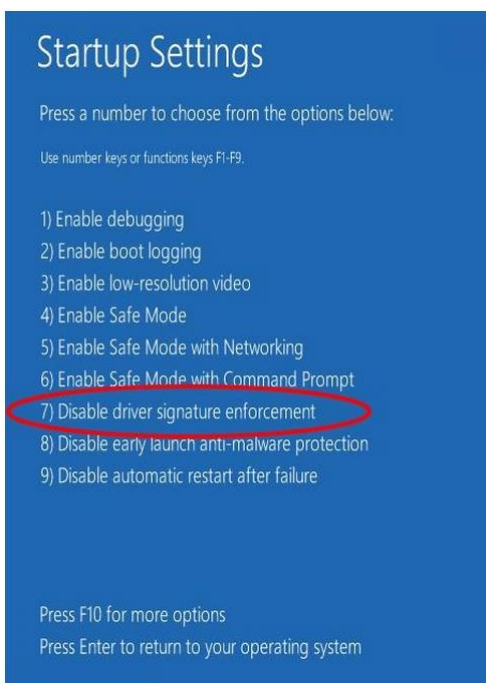 Startup Settings
Press a number to choose from the options below:
Use number keys or functions keys F1-F9.
1) Enable debugging
2) Enable boot logging
3) Enable low-resolution video
4) Enable Safe Mode
5) Enable Safe Mode with Networking
6) Enable Safe Mode with Command Prompt
7) Disable driver signature enforcement
8) Disable early launch anti-malware protection
9) Disable automatic restart after failure
Press F10 for more options
Press Enter to return to your operating system